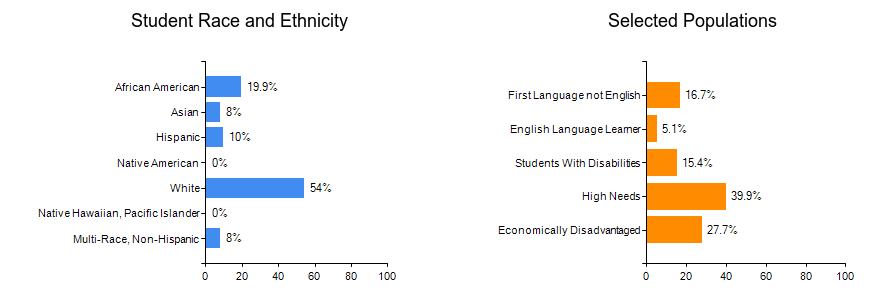 Student Race and Ethnicity
African American 19.9%
Asian 8%
Hispanic 10%
Native American 0%
White 54%
Native Hawaiian, Pacific Islander 0%
Multi-Race, Non-Hispanic 8%
0 20 40 60 80 100
Selected Populations
First Language not English 16.7%
English Language Learner 5.1%
Students With Disabilities 15.4%
High Needs 39.9%
Economically Disadvantaged 27.7%
0 20 40 60 80 100